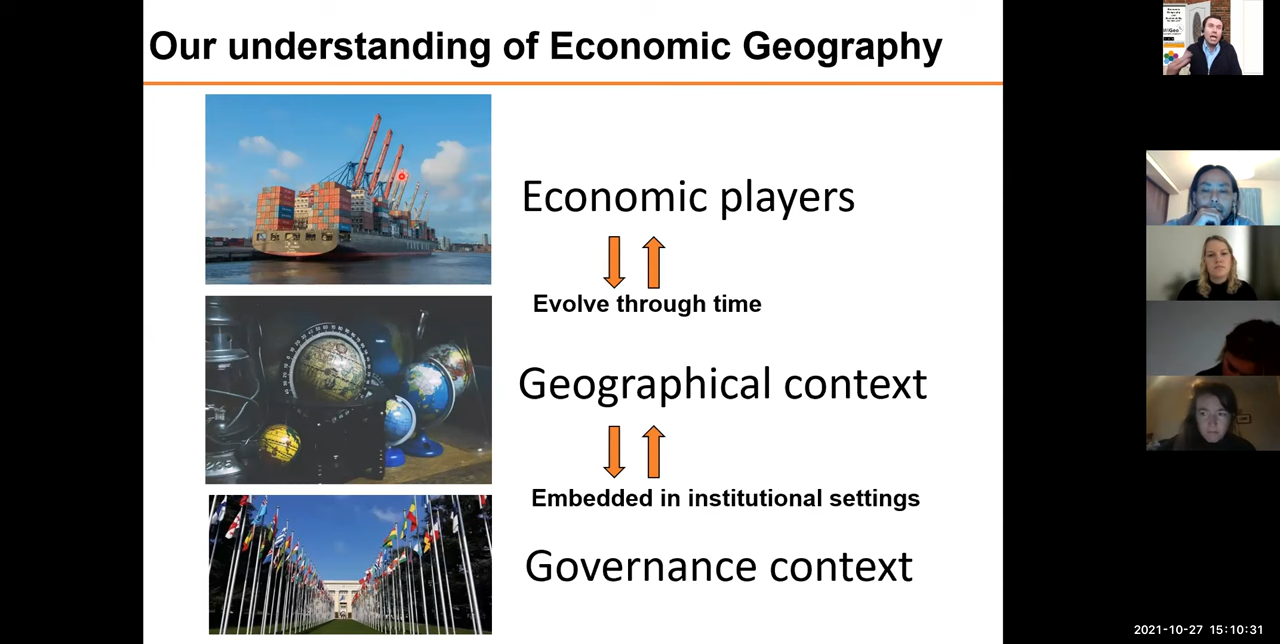 Our understanding of Economic Geography
Economic players
Evolve through time
Geographical context
Embedded in institutional settings
Governance context
2021-10-27 15:10:31